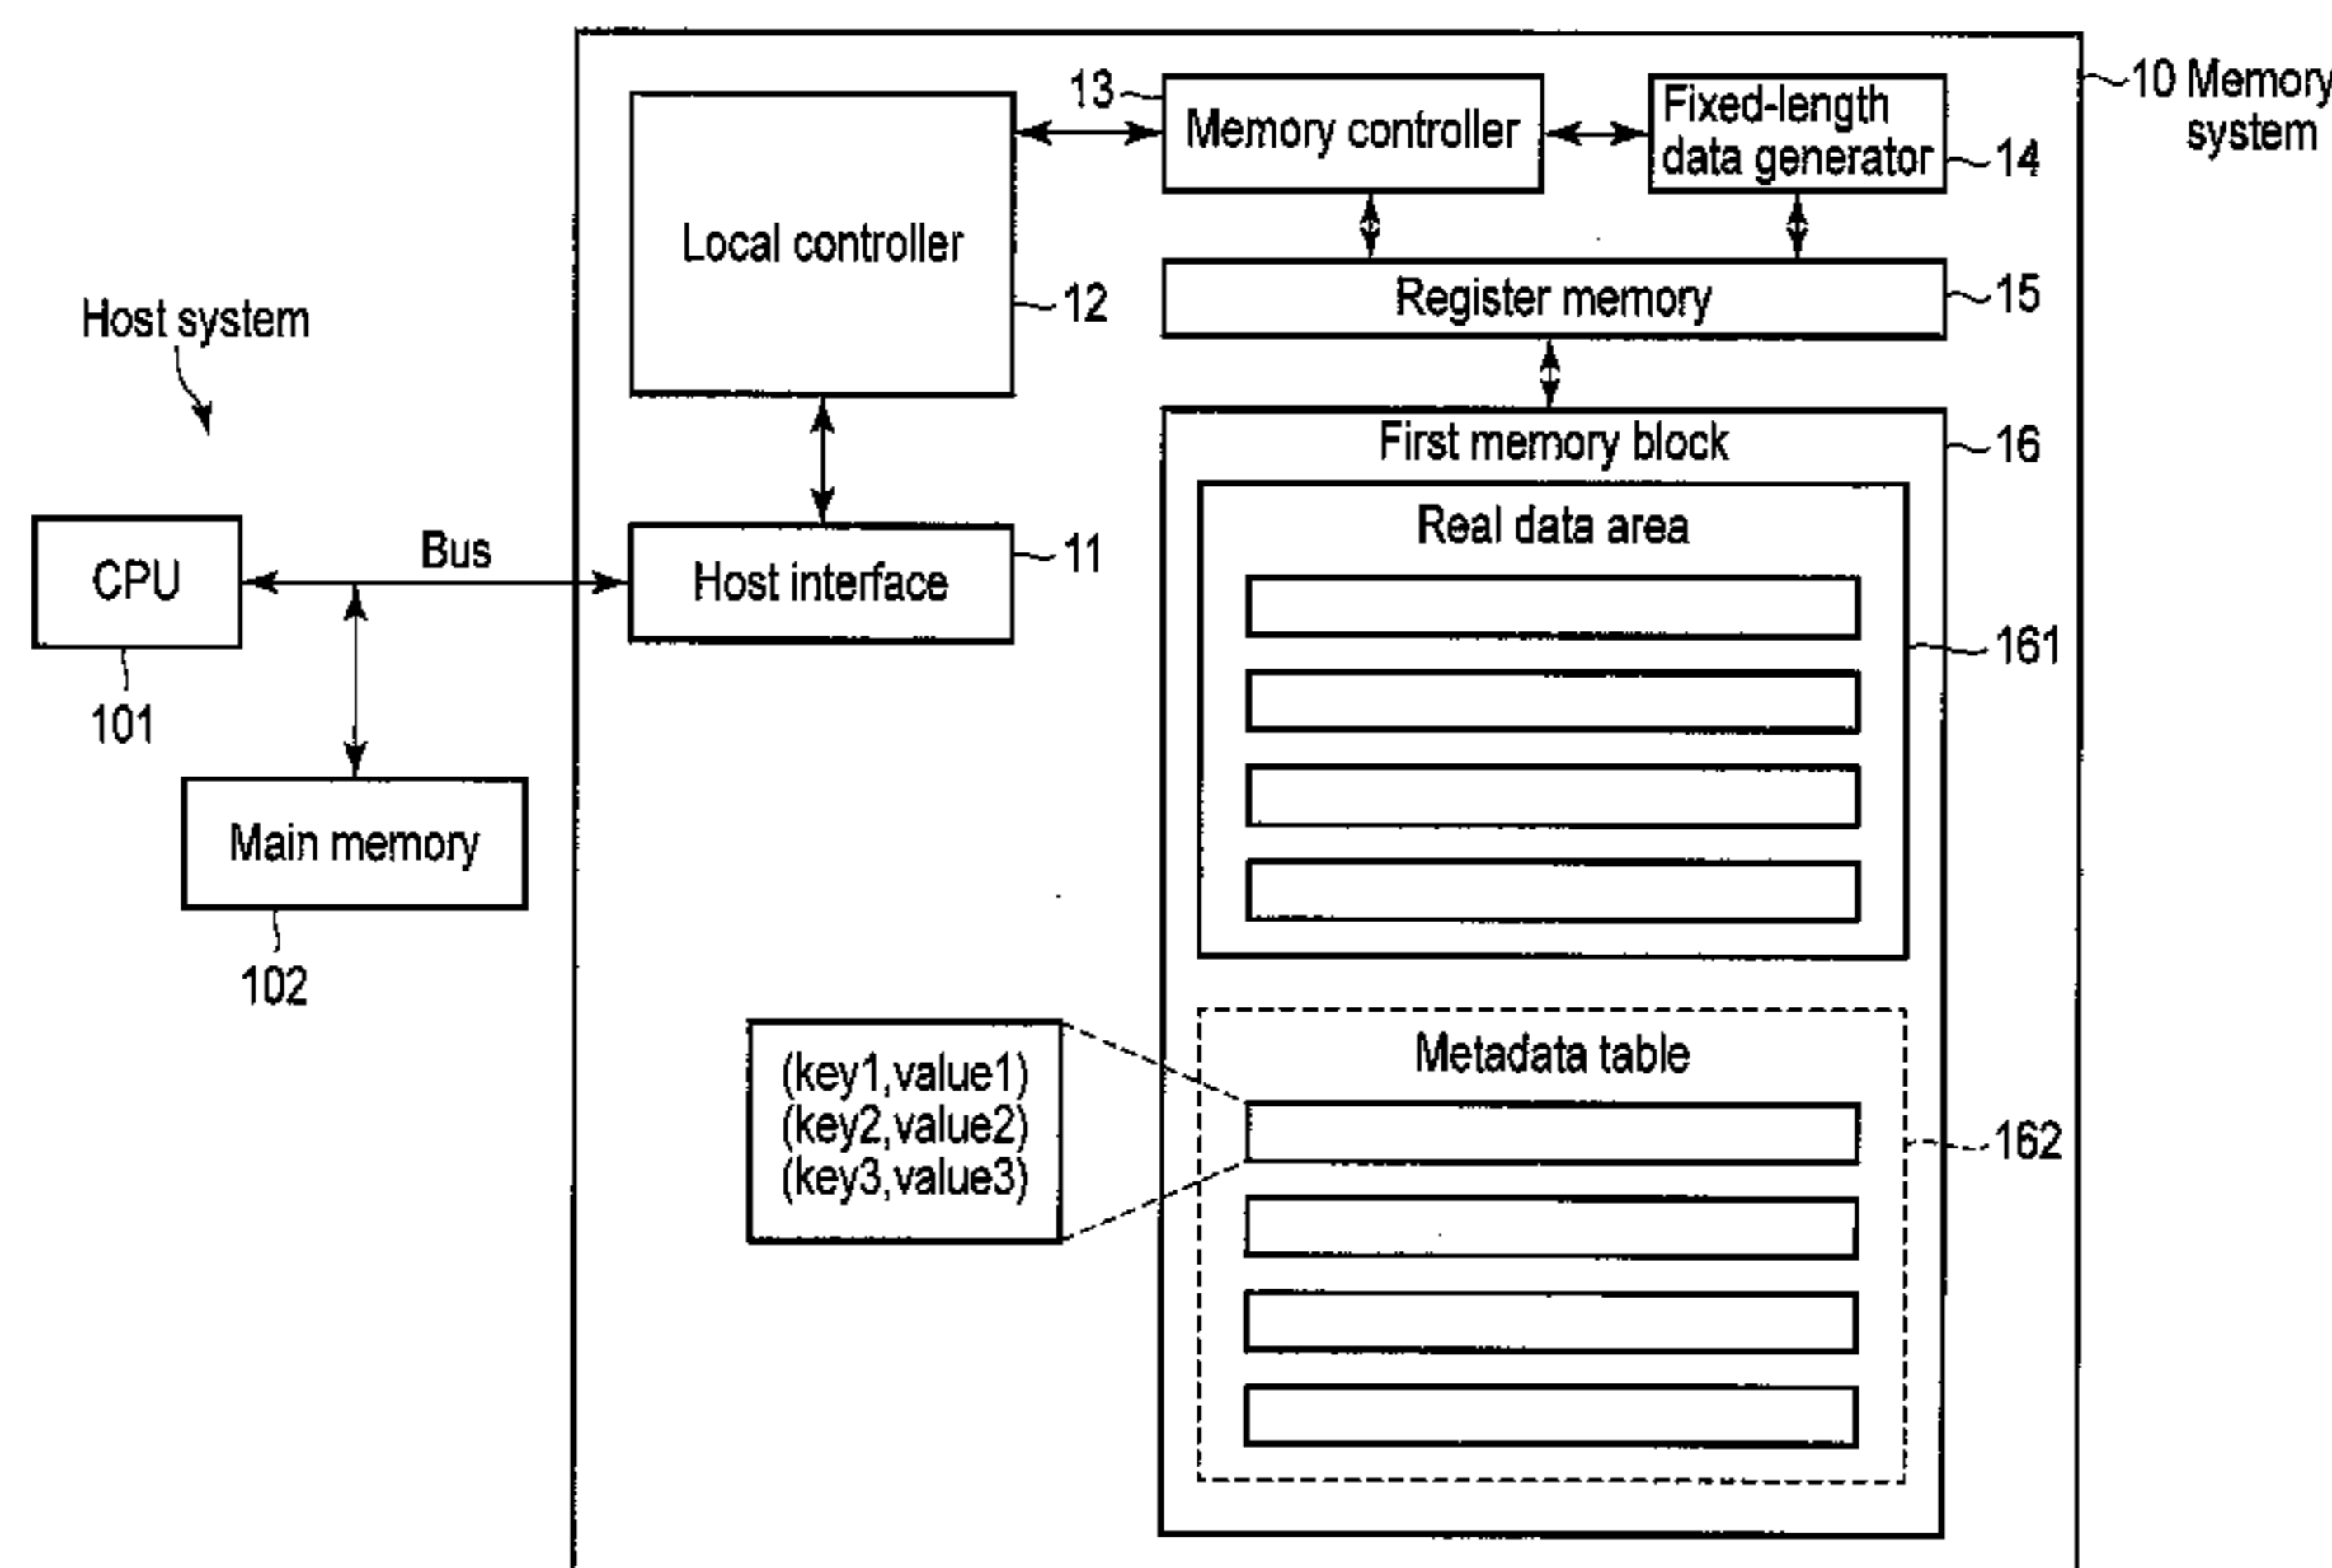 10 Memory
system
13
Memory controller
Fixed-length
data generator
14
Local controller
12
Register memory
15
Host system
First memory block
16
Real data area
CPU
Bus
Host interface
11
161
101
Main memory
102
Metadata table
(key1,value1)
(key2,value2)
(key3,value3)
162